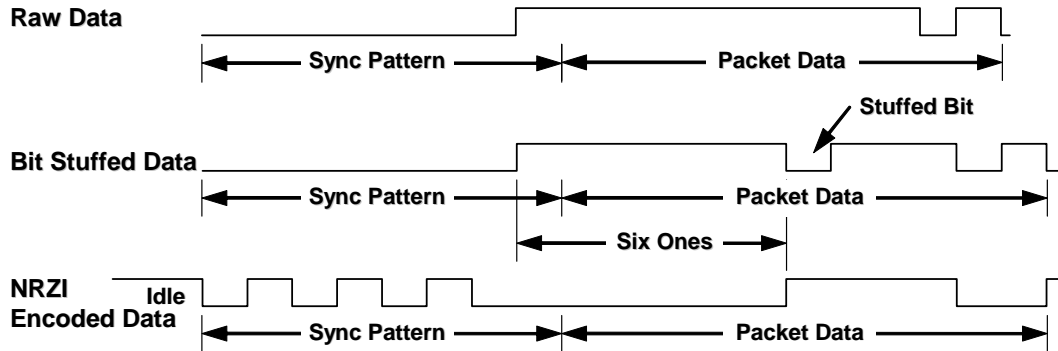 Raw Data
Sync Pattern
Packet Data
Stuffed Bit
Bit Stuffed Data
Sync Pattern
Packet Data
Six Ones
NRZI
Idle
Encoded Data
Sync Pattern
Packet Data